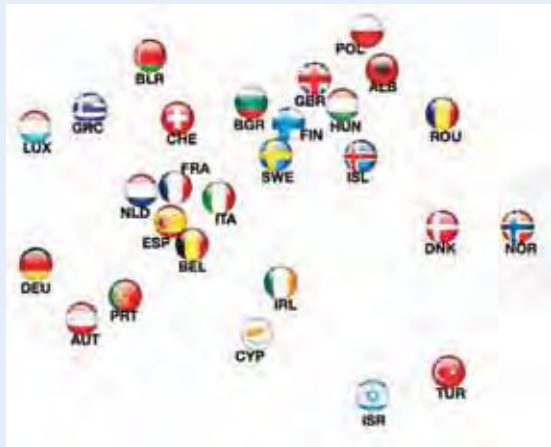 POL
BLR
ALB
GBR
GRC
CHE
BGR
HUN
ROU
LUX
FIN
FRA
SWE
ISL
NLD
ITA
ESP
BEL
DNK
NOR
DEU
PRT
IRL
AUT
CYP
TUR
ISR